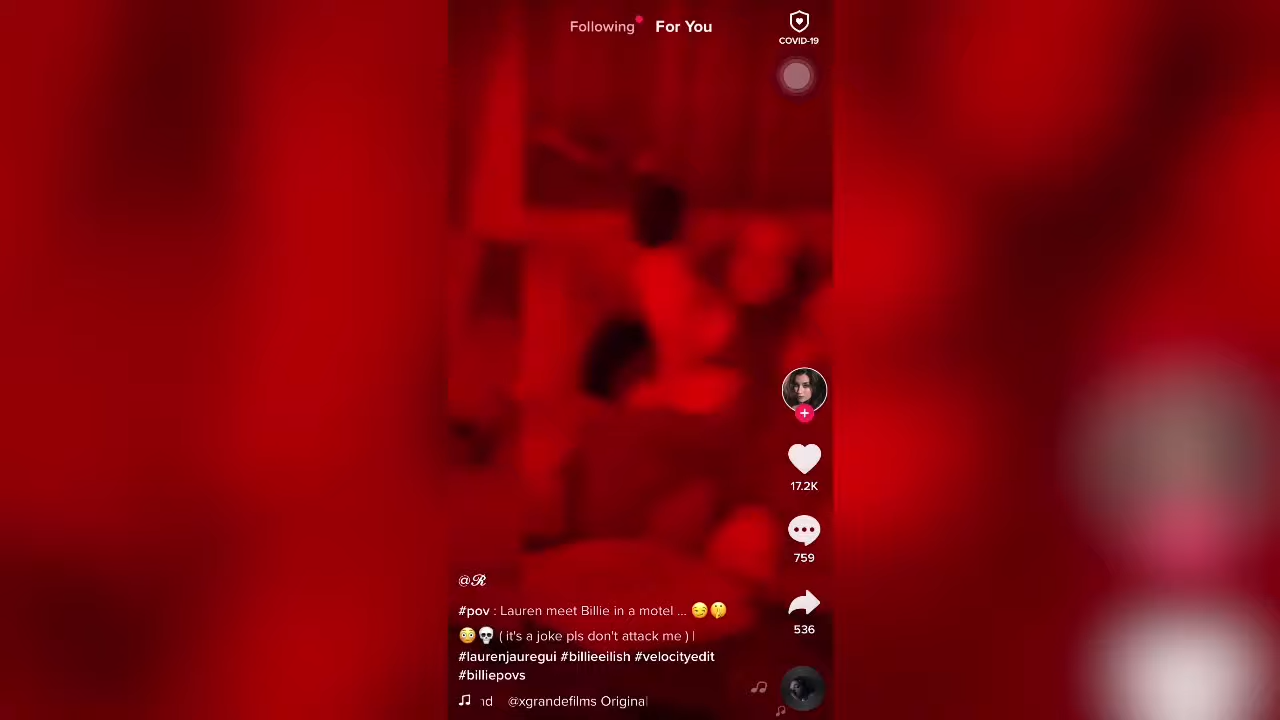 Following For You
COVID-19
17.2K
759
@ℛ
#pov : Lauren meet Billie in a motel ... 😏🤫
536
😳💀 ( it's a joke pls don't attack me ) |
#laurenjauregui #billieeilish #velocityedit
#billiepovs
nd @xgrandefilms Original